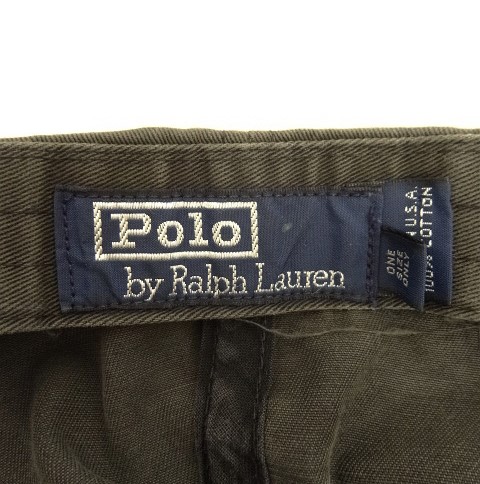 Polo
by Ralph Lauren
ONE
SIZE
ONLY
U.S.A.
100% COTTON